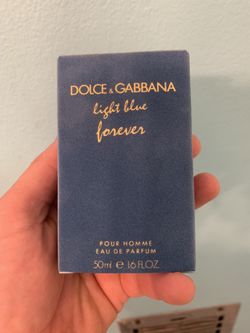 DOLCE & GABBANA
light blue
forever
POUR HOMME
EAU DE PARFUM
50ml e 1.6 FL.OZ.